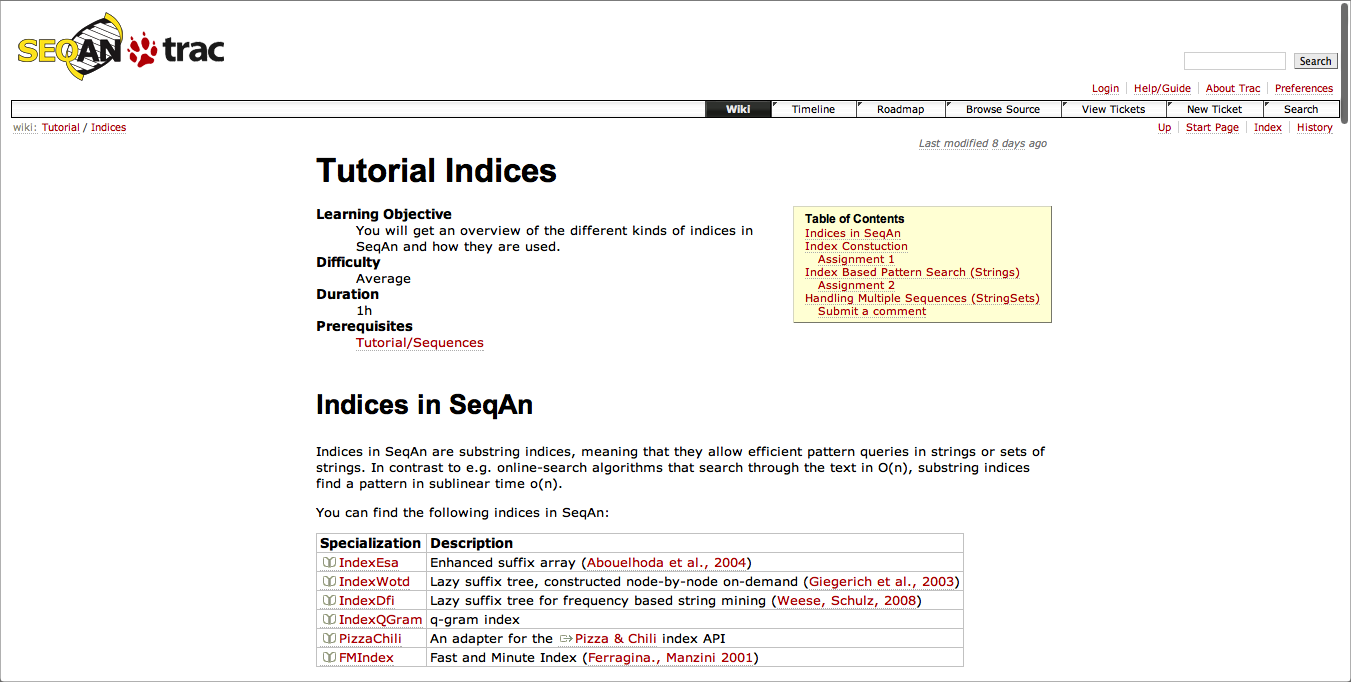 SEQAN trac
Search
Login Help/Guide About Trac Preferences
Wiki Timeline Roadmap Browse Source View Tickets New Ticket Search
wiki: Tutorial / Indices
Up Start Page Index History
Last modified 8 days ago
Tutorial Indices
Learning Objective
You will get an overview of the different kinds of indices in
SeqAn and how they are used.
Difficulty
Average
Duration
1h
Prerequisites
Tutorial/Sequences
Table of Contents
Indices in SeqAn
Index Constuction
Assignment 1
Index Based Pattern Search (Strings)
Assignment 2
Handling Multiple Sequences (StringSets)
Submit a comment
Indices in SeqAn
Indices in SeqAn are substring indices, meaning that they allow efficient pattern queries in strings or sets of
strings. In contrast to e.g. online-search algorithms that search through the text in O(n), substring indices
find a pattern in sublinear time o(n).
You can find the following indices in SeqAn:
Specialization Description
IndexEsa Enhanced suffix array (Abouelhoda et al., 2004)
IndexWotd Lazy suffix tree, constructed node-by-node on-demand (Giegerich et al., 2003)
IndexDfi Lazy suffix tree for frequency based string mining (Weese, Schulz, 2008)
IndexQGram q-gram index
PizzaChili An adapter for the Pizza & Chili index API
FMIndex Fast and Minute Index (Ferragina., Manzini 2001)